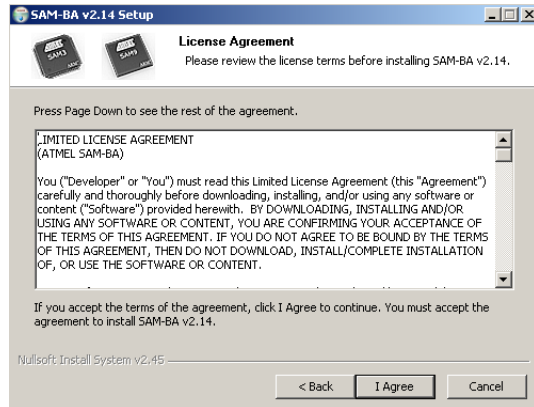 SAM-BA v2.14 Setup
SAM3
SAM9
License Agreement
Please review the license terms before installing SAM-BA v2.14.
Press Page Down to see the rest of the agreement.
LIMITED LICENSE AGREEMENT
(ATMEL SAM-BA)
You ("Developer" or "You") must read this Limited License Agreement (this "Agreement")
carefully and thoroughly before downloading, installing, and/or using any software or
content ("Software") provided herewith.  BY DOWNLOADING, INSTALLING AND/OR
USING ANY SOFTWARE OR CONTENT, YOU ARE CONFIRMING YOUR ACCEPTANCE OF
THE TERMS OF THIS AGREEMENT. IF YOU DO NOT AGREE TO BE BOUND BY THE TERMS
OF THIS AGREEMENT, THEN DO NOT DOWNLOAD, INSTALL/COMPLETE INSTALLATION
OF, OR USE THE SOFTWARE OR CONTENT.
If you accept the terms of the agreement, click I Agree to continue. You must accept the
agreement to install SAM-BA v2.14.
Nullsoft Install System v2.45
< Back
I Agree
Cancel